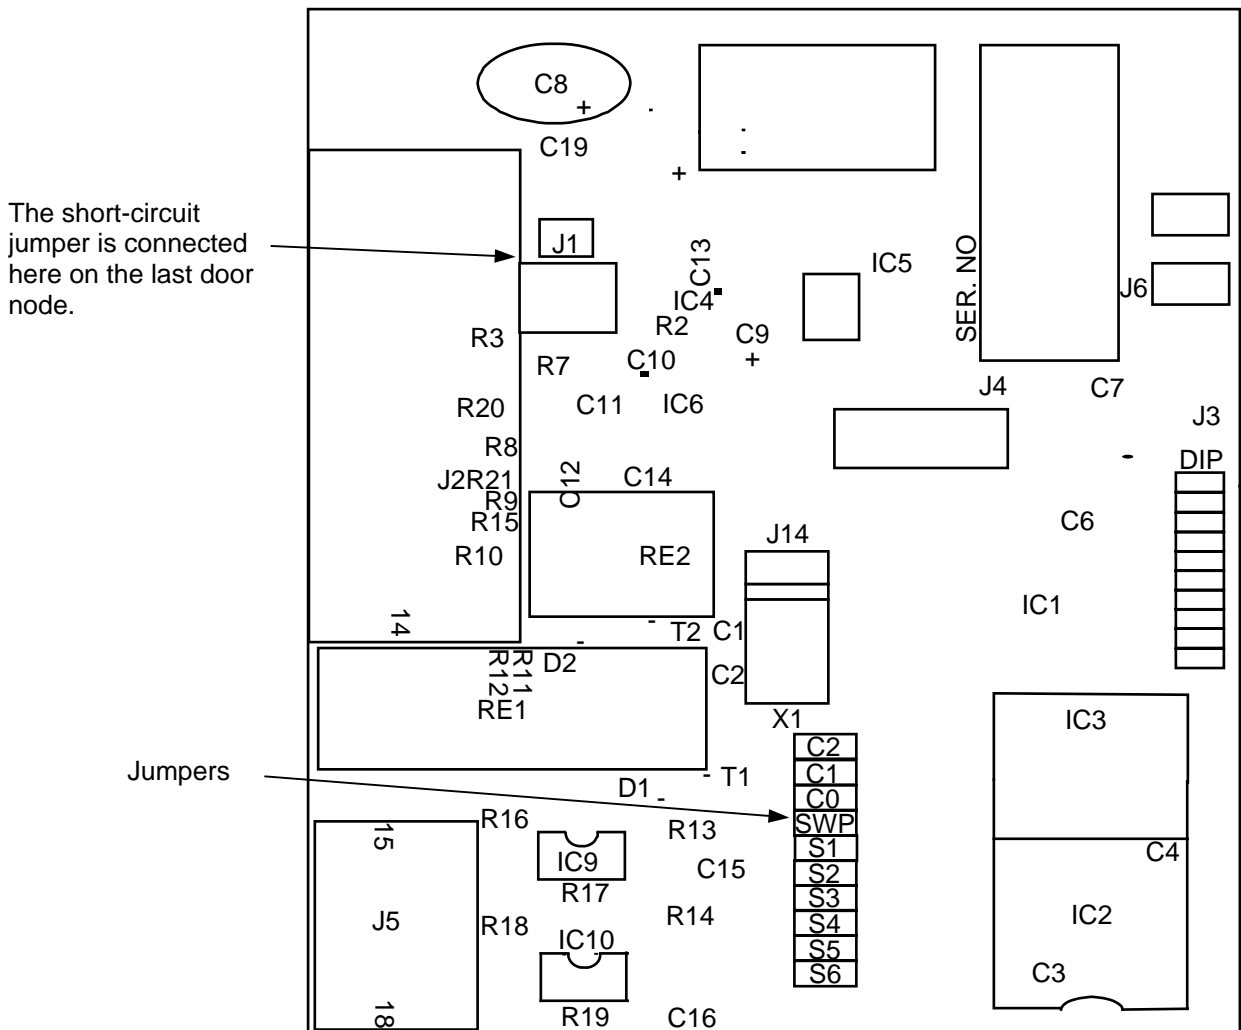 C8
+
-
C19
+
-
-
The short-circuit
jumper is connected
here on the last door
node.
J1
C13
IC5
SER. NO
J6
IC4
R2
C9
+
R3
R7
C10
J4
C7
R20
C11
IC6
J3
R8
DIP
J2R21
C12
C14
R9
R15
C6
J14
R10
RE2
IC1
14
-
T2
C1
-
D2
R12
R11
C2
RE1
X1
IC3
C2
Jumpers
-
T1
C1
D1
-
C0
R16
R13
SWP
15
S1
IC9
C15
C4
S2
R17
S3
J5
R18
R14
S4
IC2
IC10
S5
S6
C3
18
R19
C16